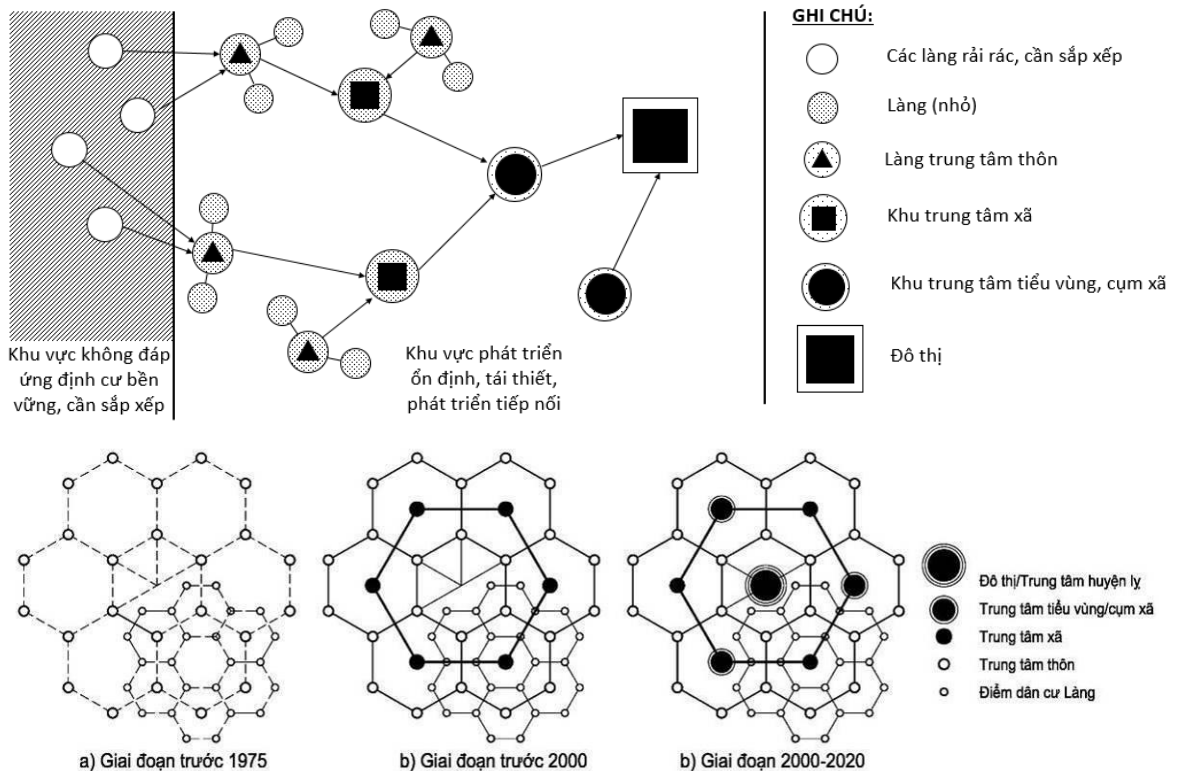 GHI CHÚ:
Các làng rải rác, cần sắp xếp
Làng (nhỏ)
Làng trung tâm thôn
Khu trung tâm xã
Khu trung tâm tiểu vùng, cụm xã
Đô thị
Khu vực không đáp
ứng định cư bền
vững, cần sắp xếp
Khu vực phát triển
ổn định, tái thiết,
phát triển tiếp nối
Đô thị/Trung tâm huyện lỵ
Trung tâm tiểu vùng/cụm xã
Trung tâm xã
Trung tâm thôn
Điểm dân cư Làng
a) Giai đoạn trước 1975
b) Giai đoạn trước 2000
b) Giai đoạn 2000-2020